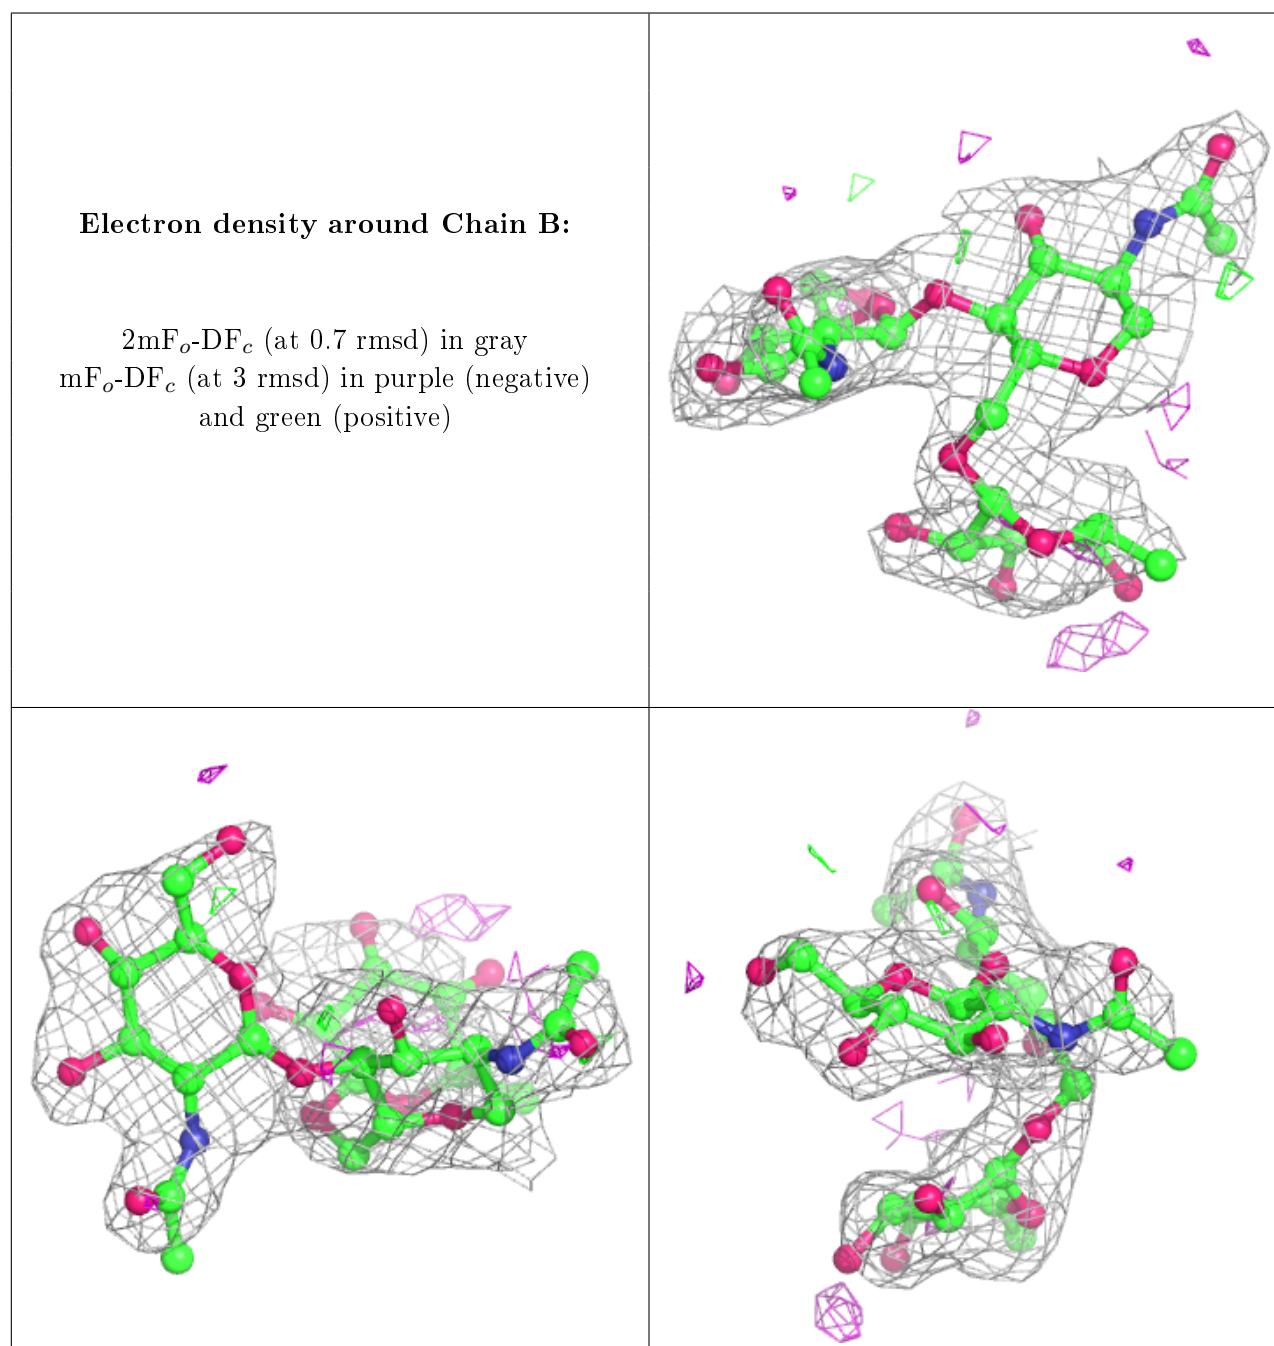 Electron density around Chain B:
2mFo-DFc (at 0.7 rmsd) in gray
mFo-DFc (at 3 rmsd) in purple (negative)
and green (positive)